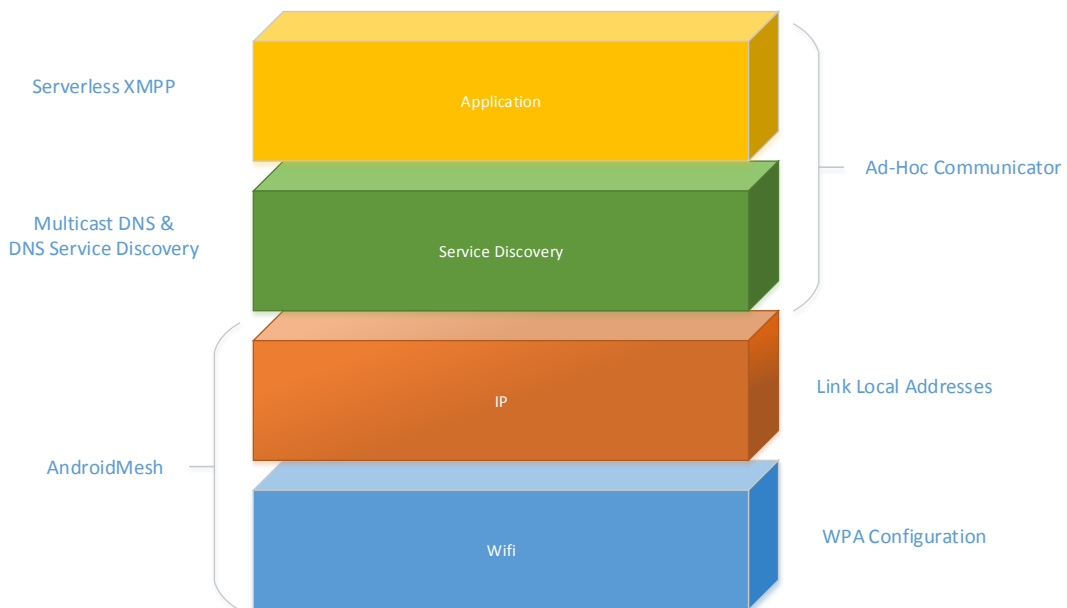 Serverless XMPP
Application
Ad-Hoc Communicator
Multicast DNS &
DNS Service Discovery
Service Discovery
IP
Link Local Addresses
AndroidMesh
Wifi
WPA Configuration